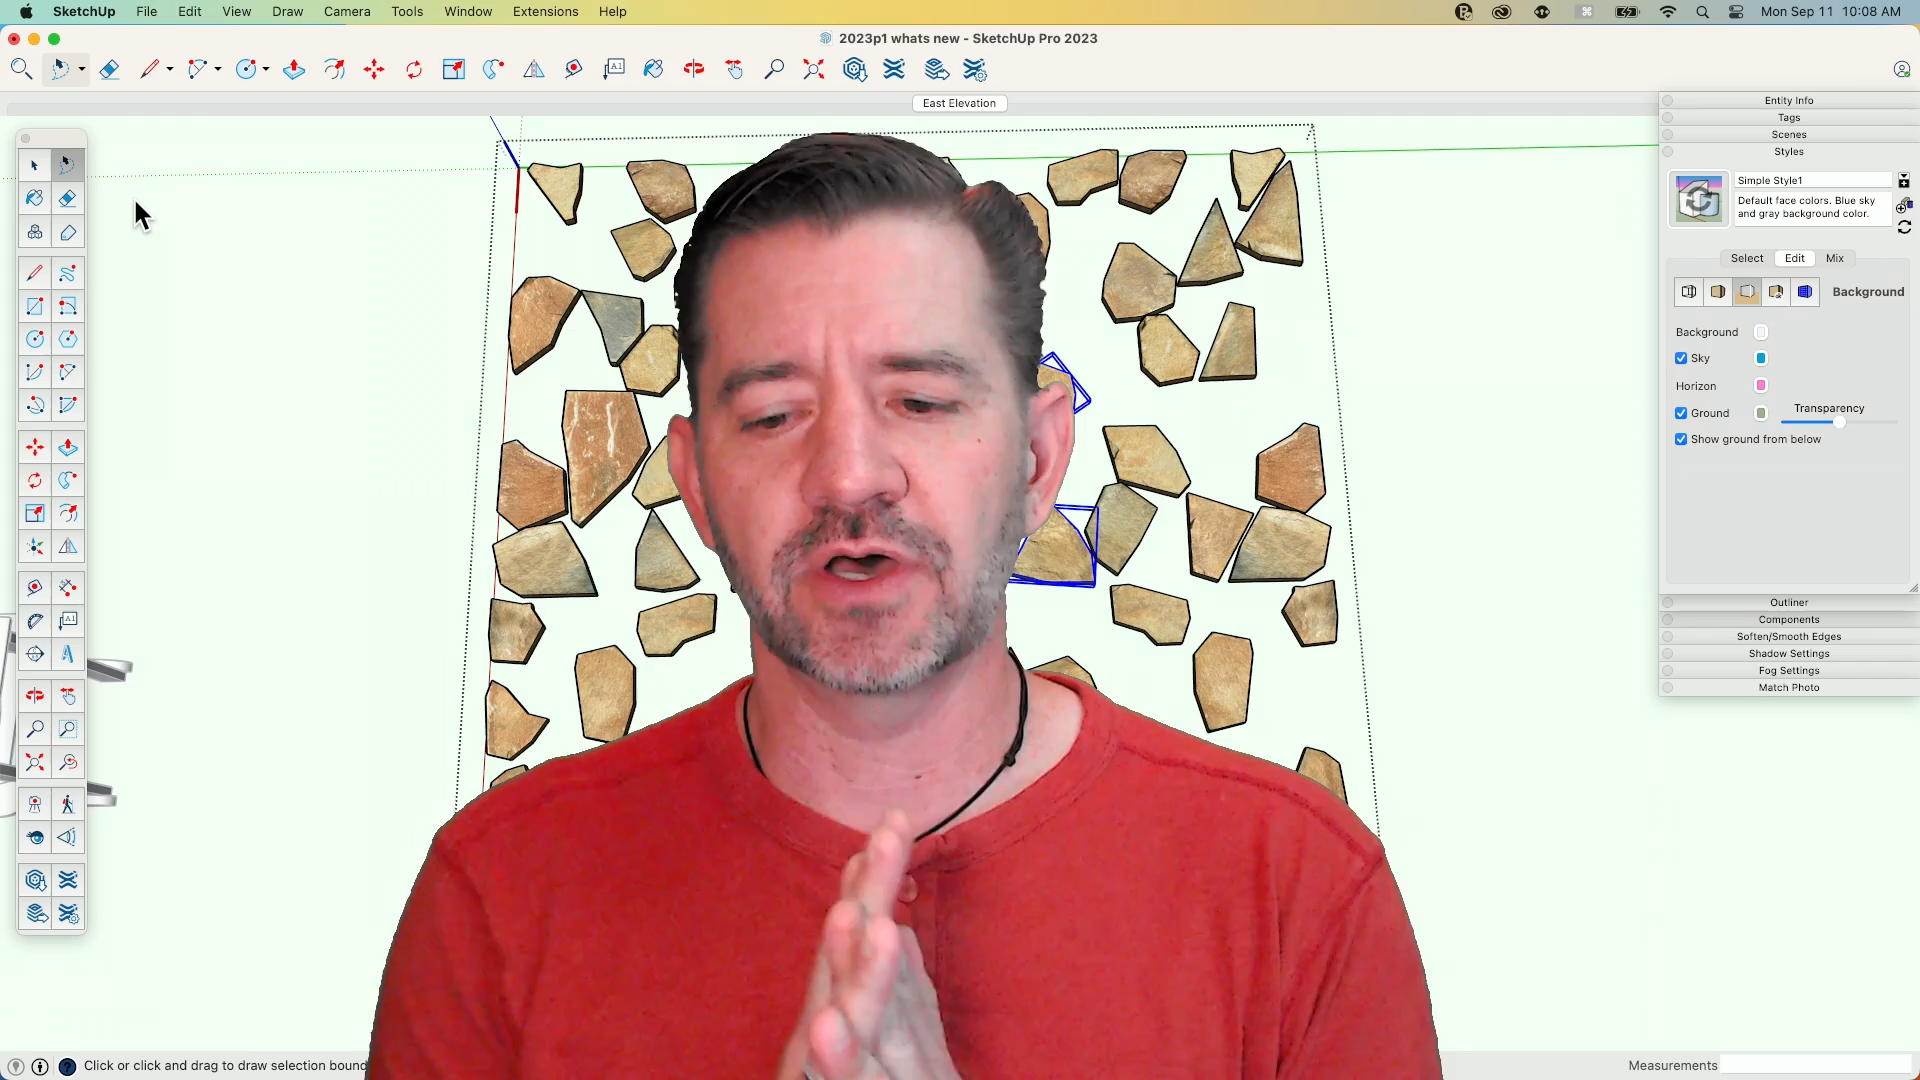 SketchUp File Edit View Draw Camera Tools Window Extensions Help Mon Sep 11 10:08 AM
2023p1 whats new - SketchUp Pro 2023
A1
East Elevation
Entity Info
Tags
Scenes
Styles
Simple Style1
Default face colors. Blue sky
and gray background color.
Select Edit Mix
Background
Background
Sky
Horizon
Ground Transparency
Show ground from below
Outliner
Components
Soften/Smooth Edges
Shadow Settings
Fog Settings
Match Photo
A1
A
Click or click and drag to draw selection bound
Measurements